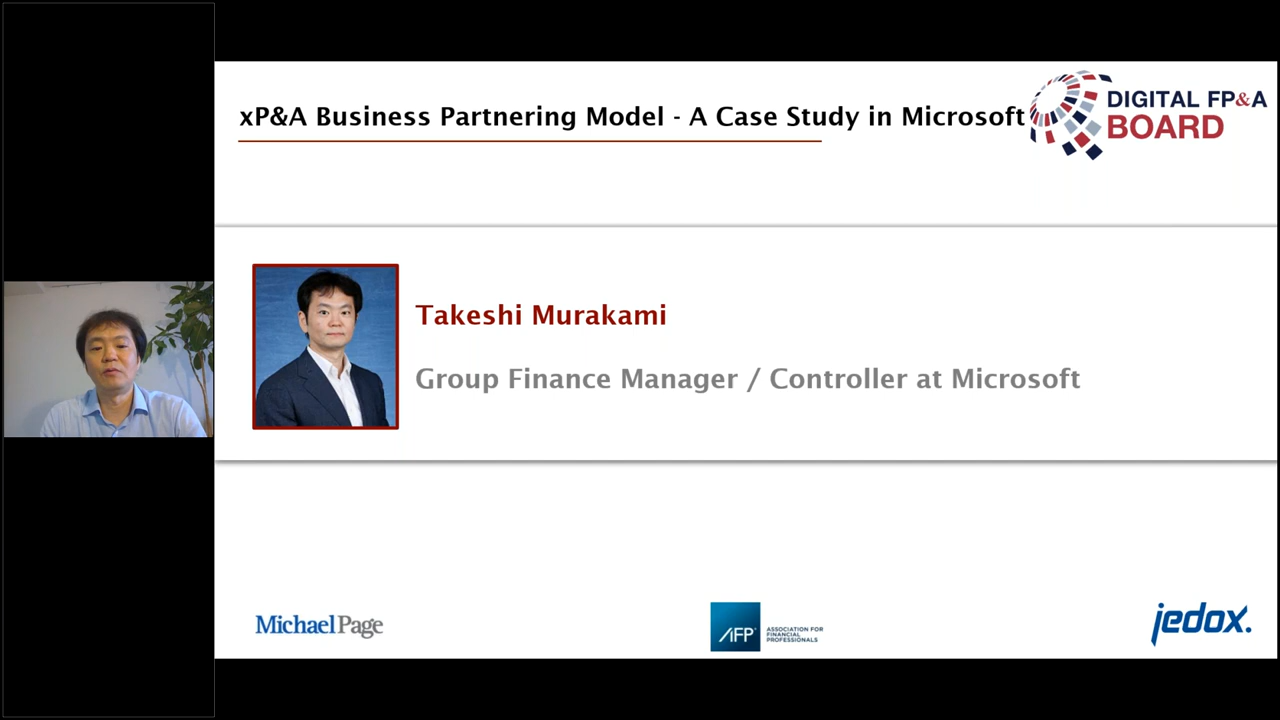 xP&A Business Partnering Model - A Case Study in Microsoft
DIGITAL FP&A
BOARD
Takeshi Murakami
Group Finance Manager / Controller at Microsoft
MichaelPage
AFP
ASSOCIATION FOR
FINANCIAL
PROFESSIONALS
jedox.